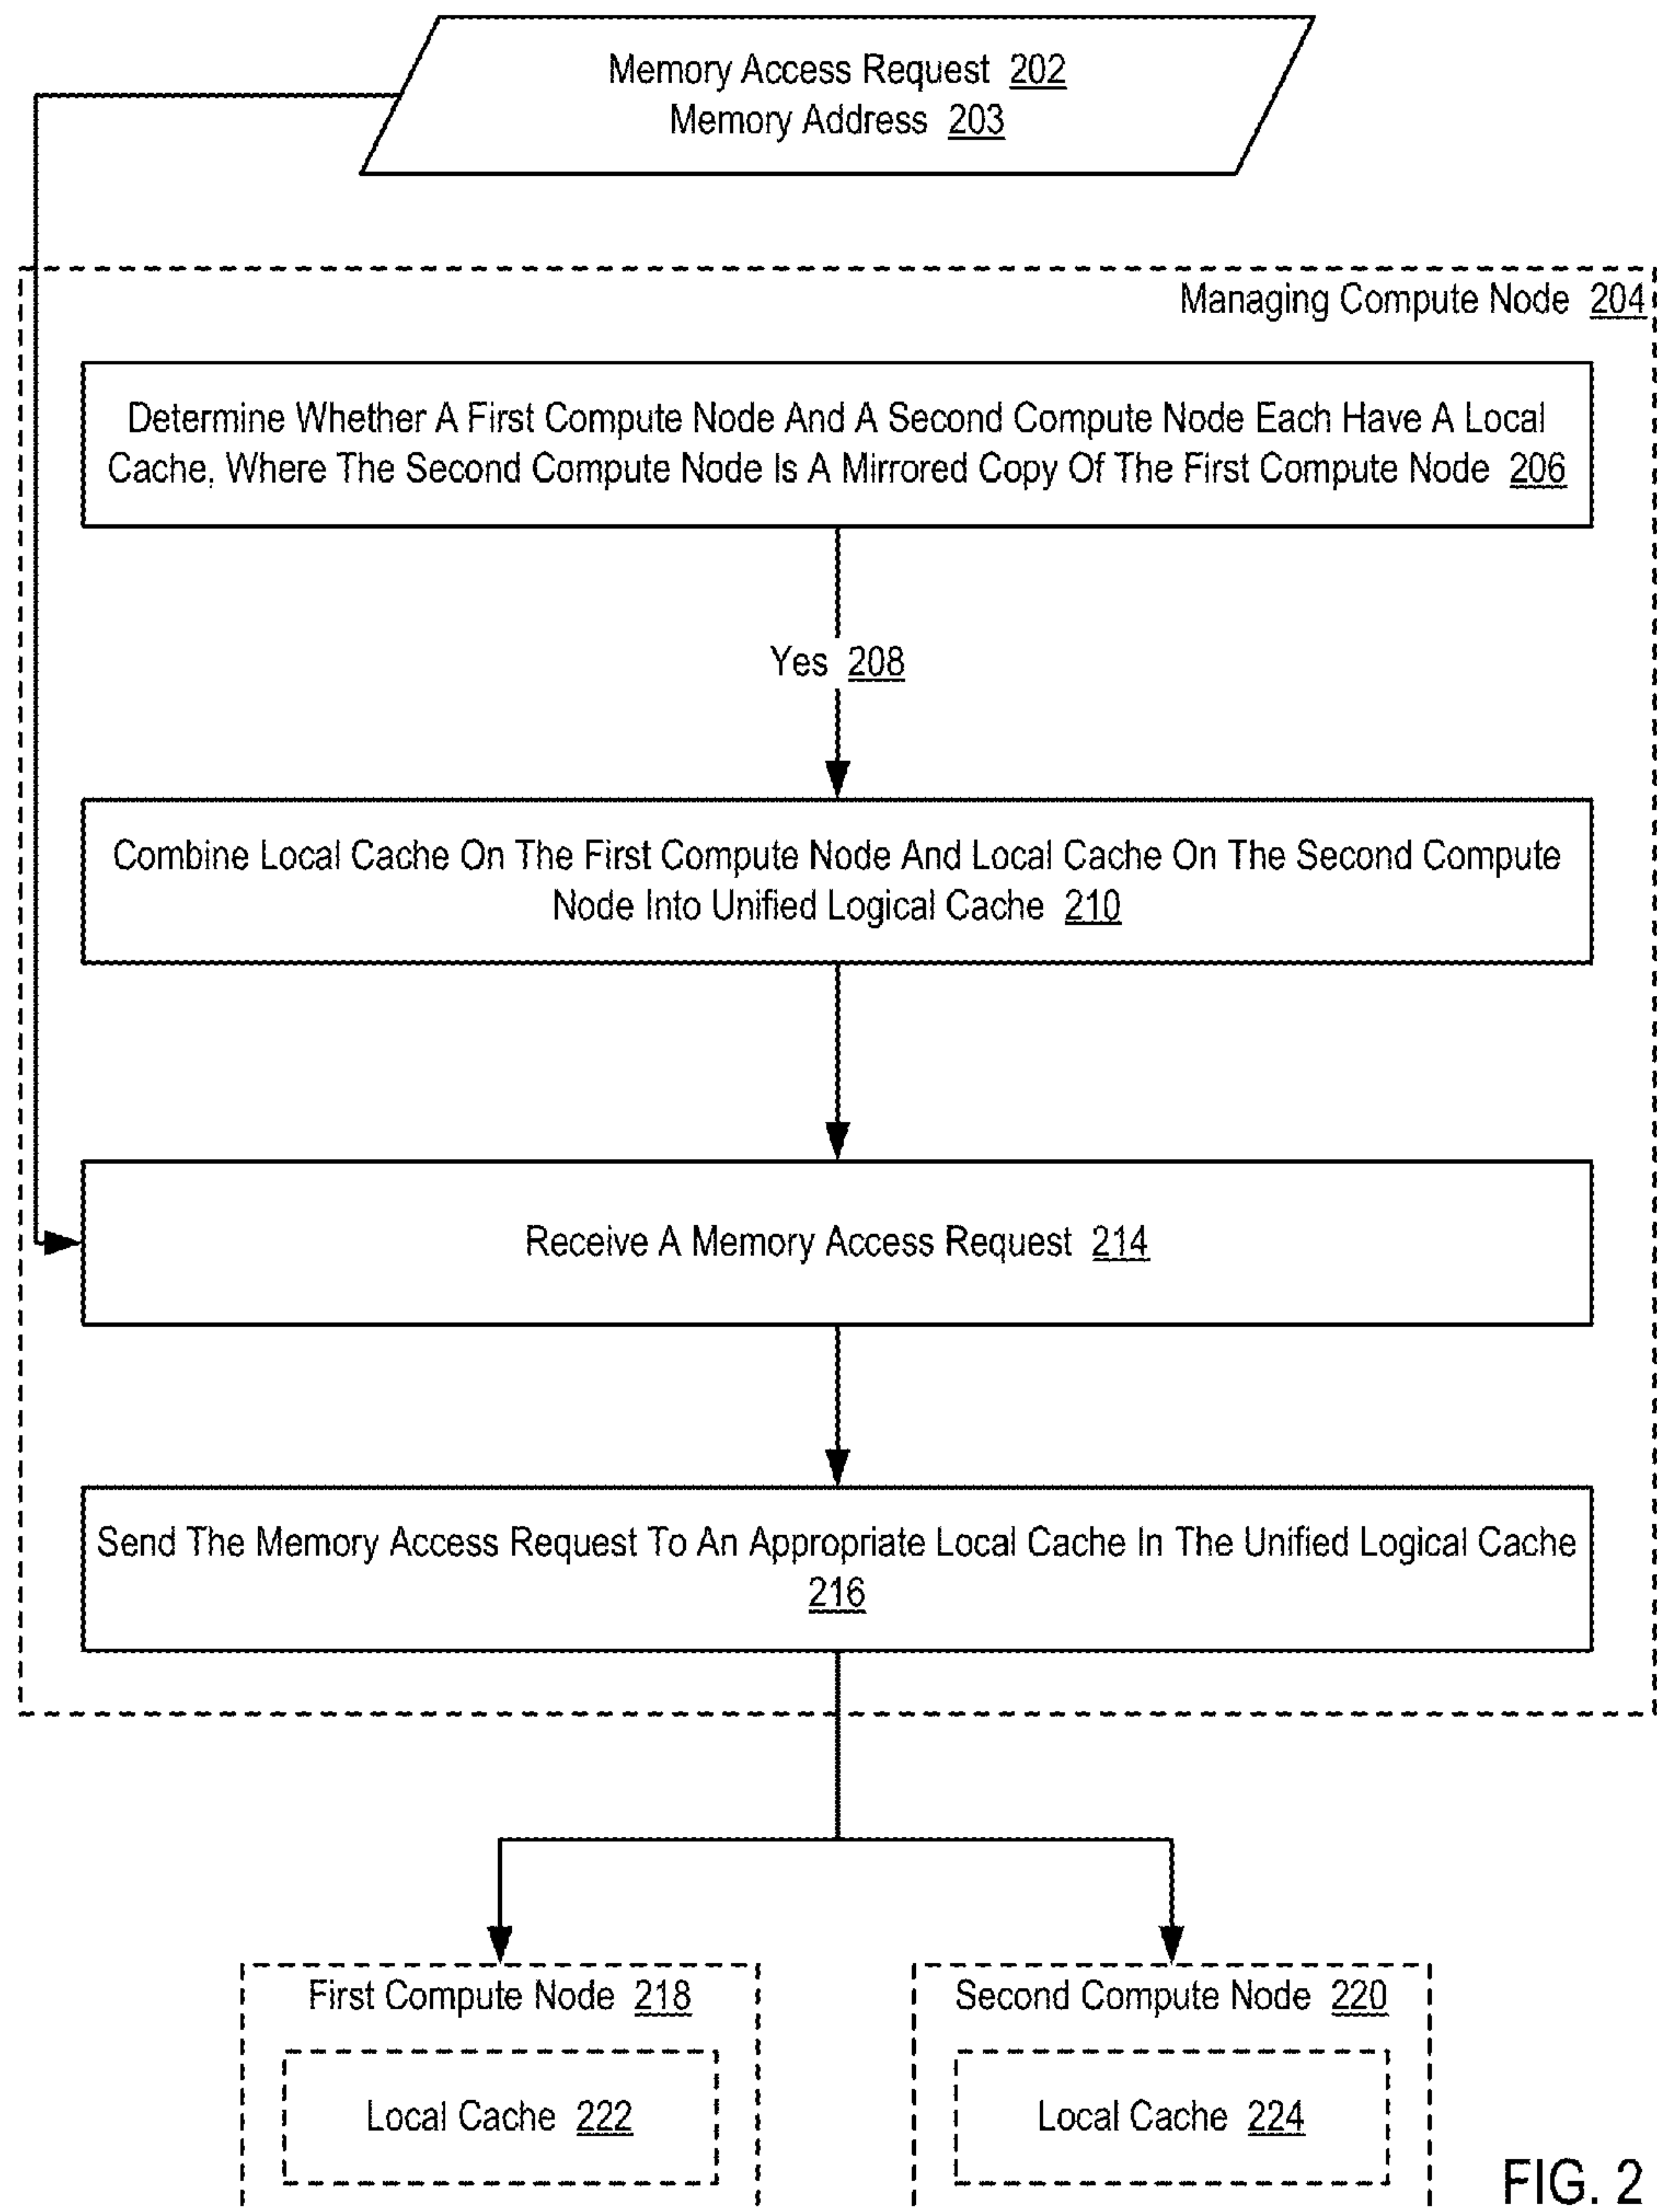 Memory Access Request 202
Memory Address 203
Managing Compute Node 204
Determine Whether A First Compute Node And A Second Compute Node Each Have A Local
Cache, Where The Second Compute Node Is A Mirrored Copy Of The First Compute Node 206
Yes 208
Combine Local Cache On The First Compute Node And Local Cache On The Second Compute
Node Into Unified Logical Cache 210
Receive A Memory Access Request 214
Send The Memory Access Request To An Appropriate Local Cache In The Unified Logical Cache
216
First Compute Node 218
Second Compute Node 220
Local Cache 222
Local Cache 224
FIG. 2